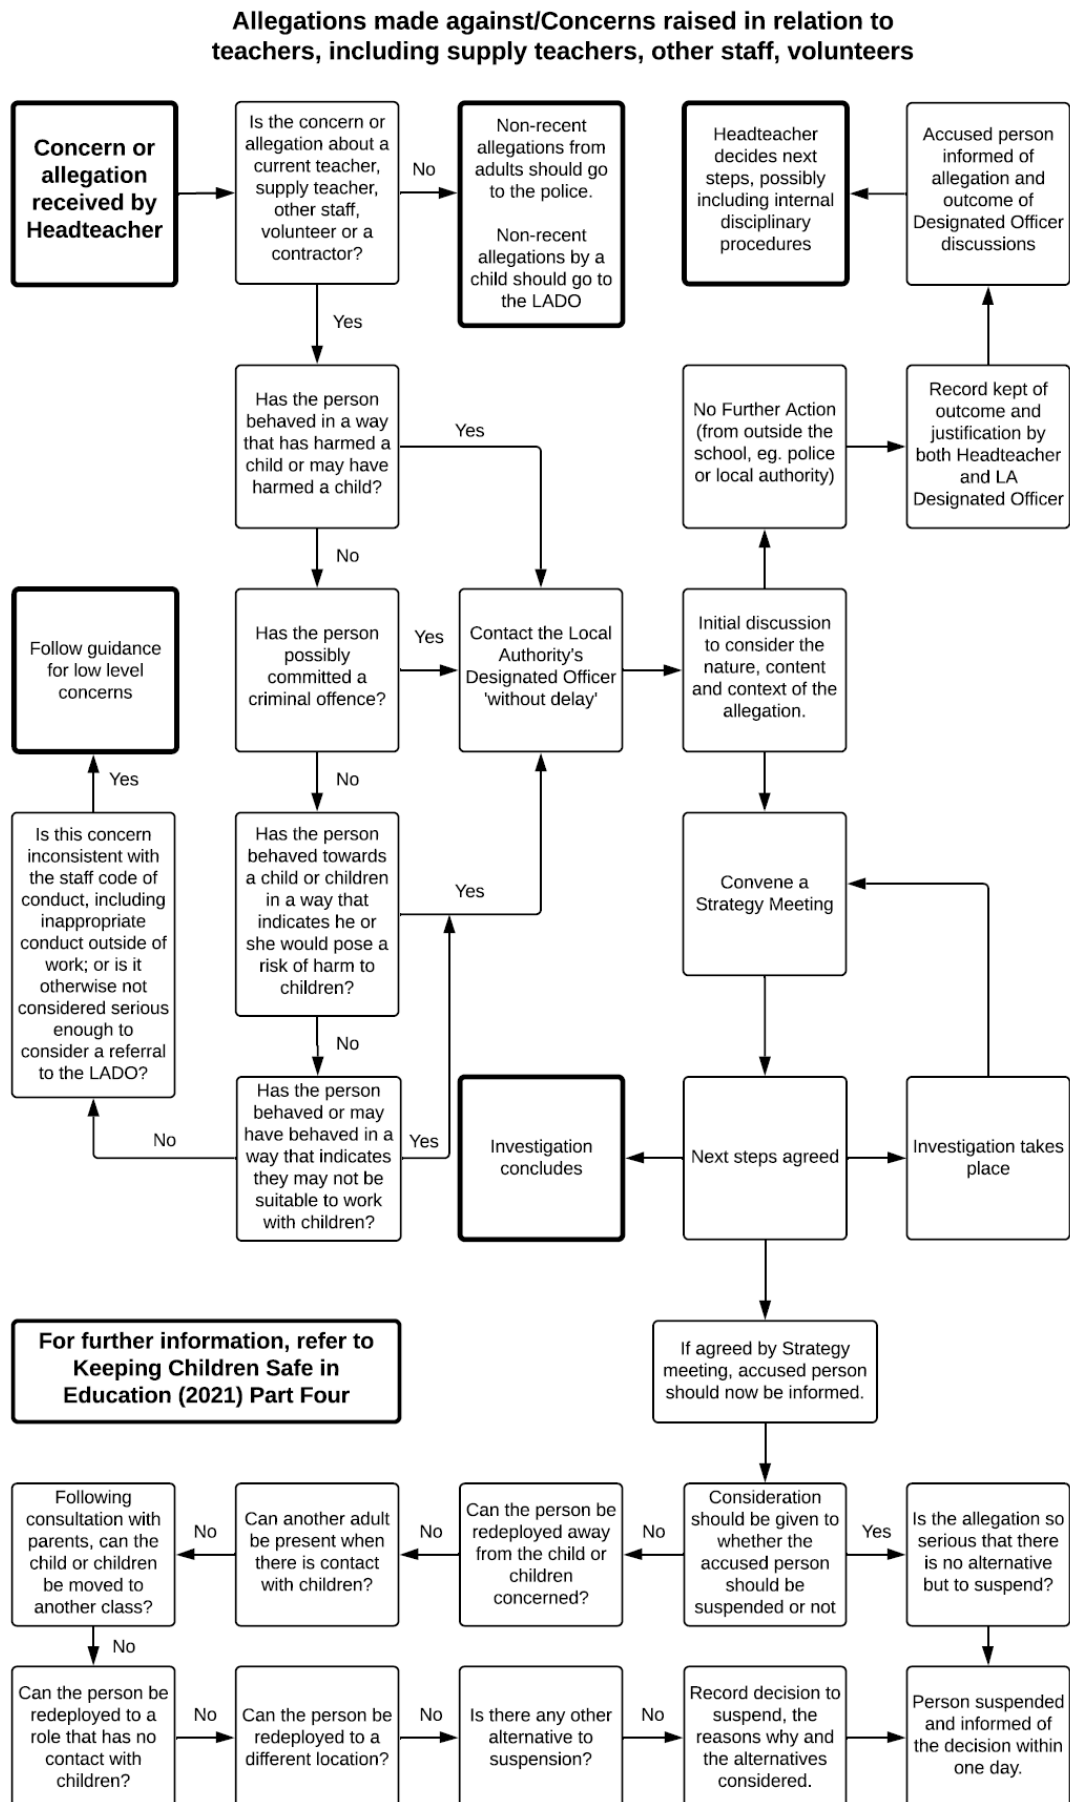 Allegations made against/Concerns raised in relation to
teachers, including supply teachers, other staff, volunteers
Concern or
allegation
received by
Headteacher
Is the concern or
allegation about a
current teacher,
supply teacher,
other staff,
volunteer or a
contractor?
No
Non-recent
allegations from
adults should go
to the police.
Non-recent
allegations by a
child should go to
the LADO
Headteacher
decides next
steps, possibly
including internal
disciplinary
procedures
Accused person
informed of
allegation and
outcome of
Designated Officer
discussions
Yes
Has the person
behaved in a way
that has harmed a
child or may have
harmed a child?
Yes
No Further Action
(from outside the
school, eg. police
or local authority)
Record kept of
outcome and
justification by
both Headteacher
and LA
Designated Officer
No
Follow guidance
for low level
concerns
Has the person
possibly
committed a
criminal offence?
Yes
Contact the Local
Authority's
Designated Officer
'without delay'
Initial discussion
to consider the
nature, content
and context of the
allegation.
Yes
No
Is this concern
inconsistent with
the staff code of
conduct, including
inappropriate
conduct outside of
work; or is it
otherwise not
considered serious
enough to
consider a referral
to the LADO?
Has the person
behaved towards
a child or children
in a way that
indicates he or
she would pose a
risk of harm to
children?
Yes
Convene a
Strategy Meeting
No
No
Has the person
behaved or may
have behaved in a
way that indicates
they may not be
suitable to work
with children?
Yes
Investigation
concludes
Next steps agreed
Investigation takes
place
For further information, refer to
Keeping Children Safe in
Education (2021) Part Four
If agreed by Strategy
meeting, accused person
should now be informed.
Following
consultation with
parents, can the
child or children
be moved to
another class?
No
Can another adult
be present when
there is contact
with children?
No
Can the person be
redeployed away
from the child or
children
concerned?
No
Consideration
should be given to
whether the
accused person
should be
suspended or not
Yes
Is the allegation so
serious that there
is no alternative
but to suspend?
No
Can the person be
redeployed to a
role that has no
contact with
children?
No
Can the person be
redeployed to a
different location?
No
Is there any other
alternative to
suspension?
No
Record decision to
suspend, the
reasons why and
the alternatives
considered.
Person suspended
and informed of
the decision within
one day.